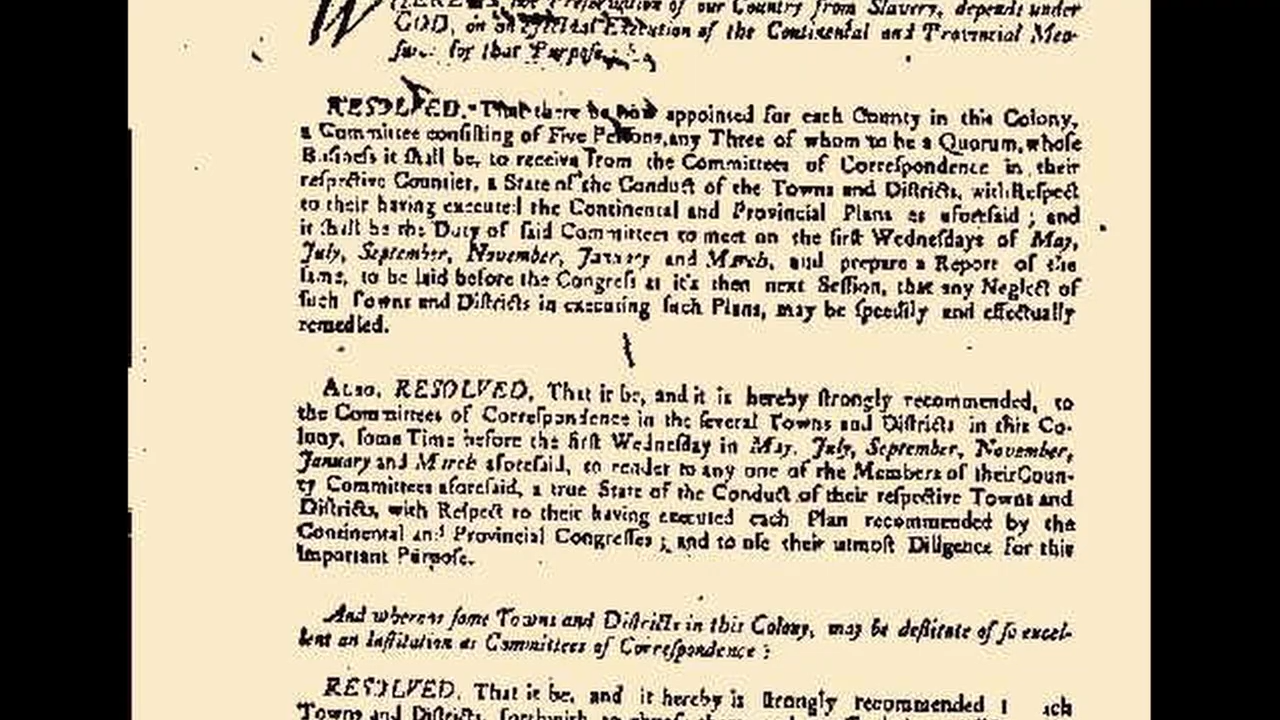 WHEREAS the Preservation of our Country from Slavery, depends under
GOD, on an effectual Execution of the Continental and Provincial Mea-
ſures for that Purpoſe
RESOLVED, That there be now appointed for each County in this Colony,
a Committee conſiſting of Five Perſons, any Three of whom to be a Quorum, whoſe
Buſineſs it ſhall be, to receive from the Committees of Correſpondence in their
reſpective Counties, a State of the Conduct of the Towns and Diſtricts, with Reſpect
to their having executed the Continental and Provincial Plans as aforeſaid ; and
it ſhall be the Duty of ſaid Committees to meet on the firſt Wedneſdays of May,
July, September, November, January and March, and prepare a Report of the
ſame, to be laid before the Congreſs at it's then next Seſſion, that any Neglect of
ſuch Towns and Diſtricts in executing ſuch Plans, may be ſpeedily and effectually
remedied.
Also, RESOLVED, That it be, and it is hereby ſtrongly recommended, to
the Committees of Correſpondence in the ſeveral Towns and Diſtricts in this Co-
lony, ſome Time before the firſt Wedneſday in May, July, September, November,
January and March aforeſaid, to render to any one of the Members of their Coun-
ty Committees aforeſaid, a true State of the Conduct of their reſpective Towns and
Diſtricts, with Reſpect to their having executed each Plan recommended by the
Continental and Provincial Congreſſes ; and to uſe their utmoſt Diligence for this
important Purpoſe.
And whereas ſome Towns and Diſtricts in this Colony, may be deſtitute of ſo excel-
lent an Inſtitution as Committees of Correſpondence ;
RESOLVED, That it be, and it hereby is ſtrongly recommended
Towns and Diſtricts, forthwith